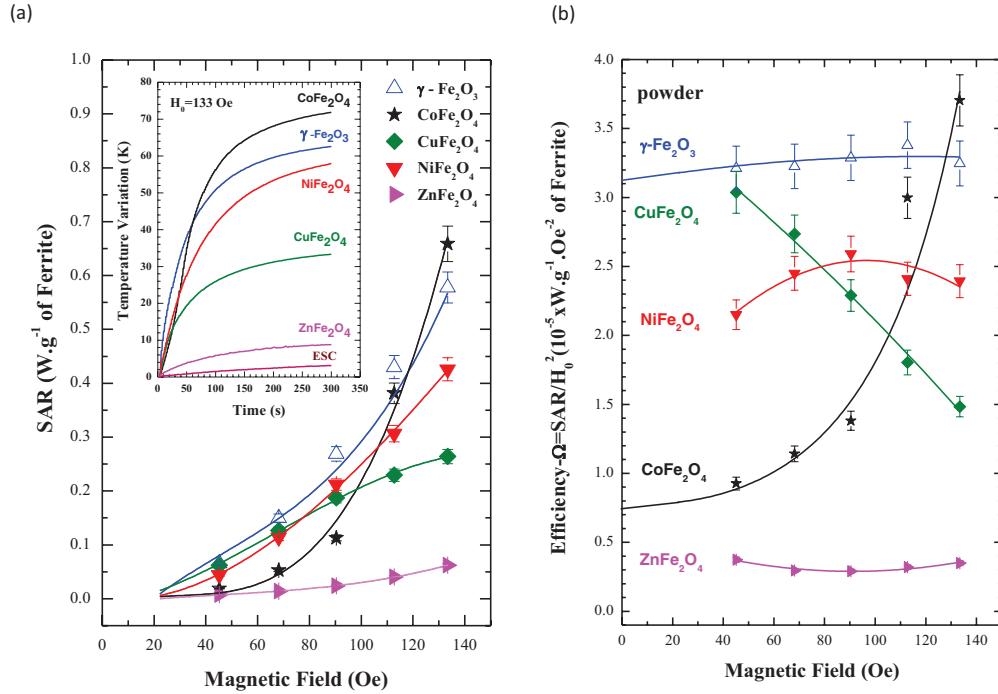 (a)
1.0
0.9
0.8
0.7
0.6
0.5
0.4
0.3
0.2
0.1
0.0
SAR (W.g⁻¹ of Ferrite)
0 20 40 60 80 100 120 140
Magnetic Field (Oe)
γ - Fe₂O₃
CoFe₂O₄
CuFe₂O₄
NiFe₂O₄
ZnFe₂O₄
80
70
60
50
40
30
20
10
0
Temperature Variation (K)
H₀=133 Oe
CoFe₂O₄
γ -Fe₂O₃
NiFe₂O₄
CuFe₂O₄
ZnFe₂O₄
ESC
0 50 100 150 200 250 300 350
Time (s)
(b)
4.0
3.5
3.0
2.5
2.0
1.5
1.0
0.5
0.0
Efficiency-Ω=SAR/H₀²(10⁻⁵xW.g⁻¹.Oe⁻² of Ferrite)
powder
γ-Fe₂O₃
CuFe₂O₄
NiFe₂O₄
CoFe₂O₄
ZnFe₂O₄
0 20 40 60 80 100 120 140
Magnetic Field (Oe)